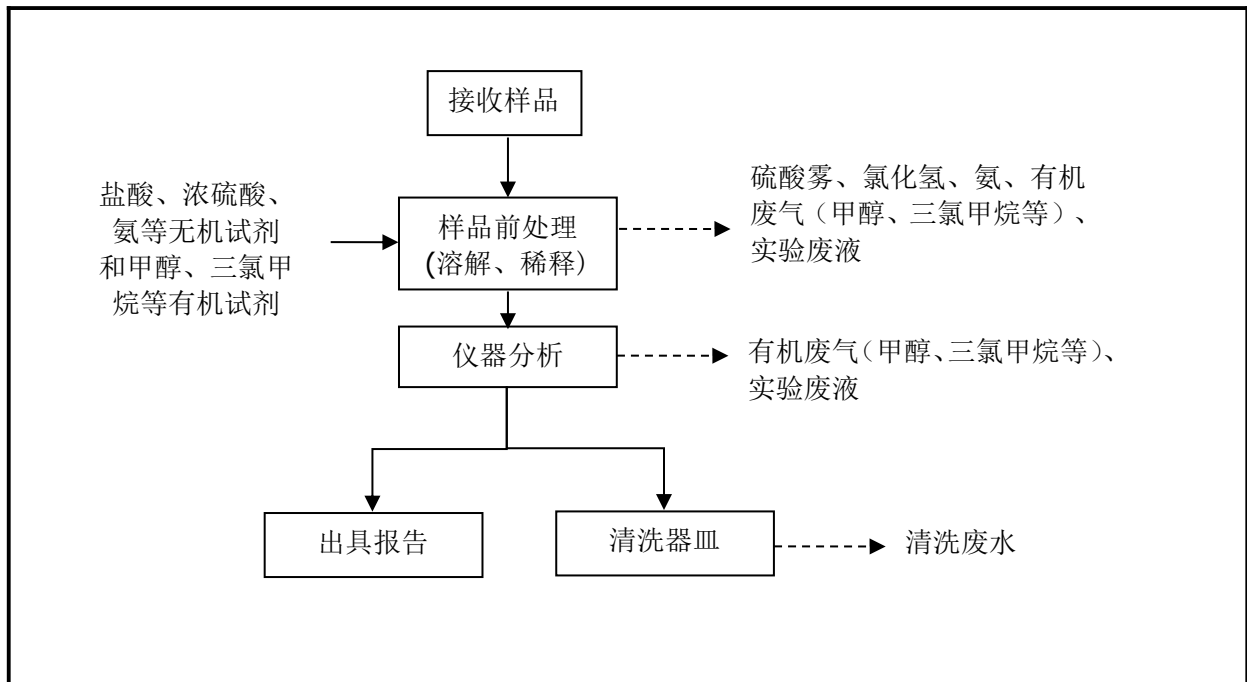 接收样品
盐酸、浓硫酸、
氨等无机试剂
和甲醇、三氯甲
烷等有机试剂
样品前处理
(溶解、稀释)
硫酸雾、氯化氢、氨、有机
废气（甲醇、三氯甲烷等）、
实验废液
仪器分析
有机废气（甲醇、三氯甲烷等）、
实验废液
出具报告
清洗器皿
清洗废水